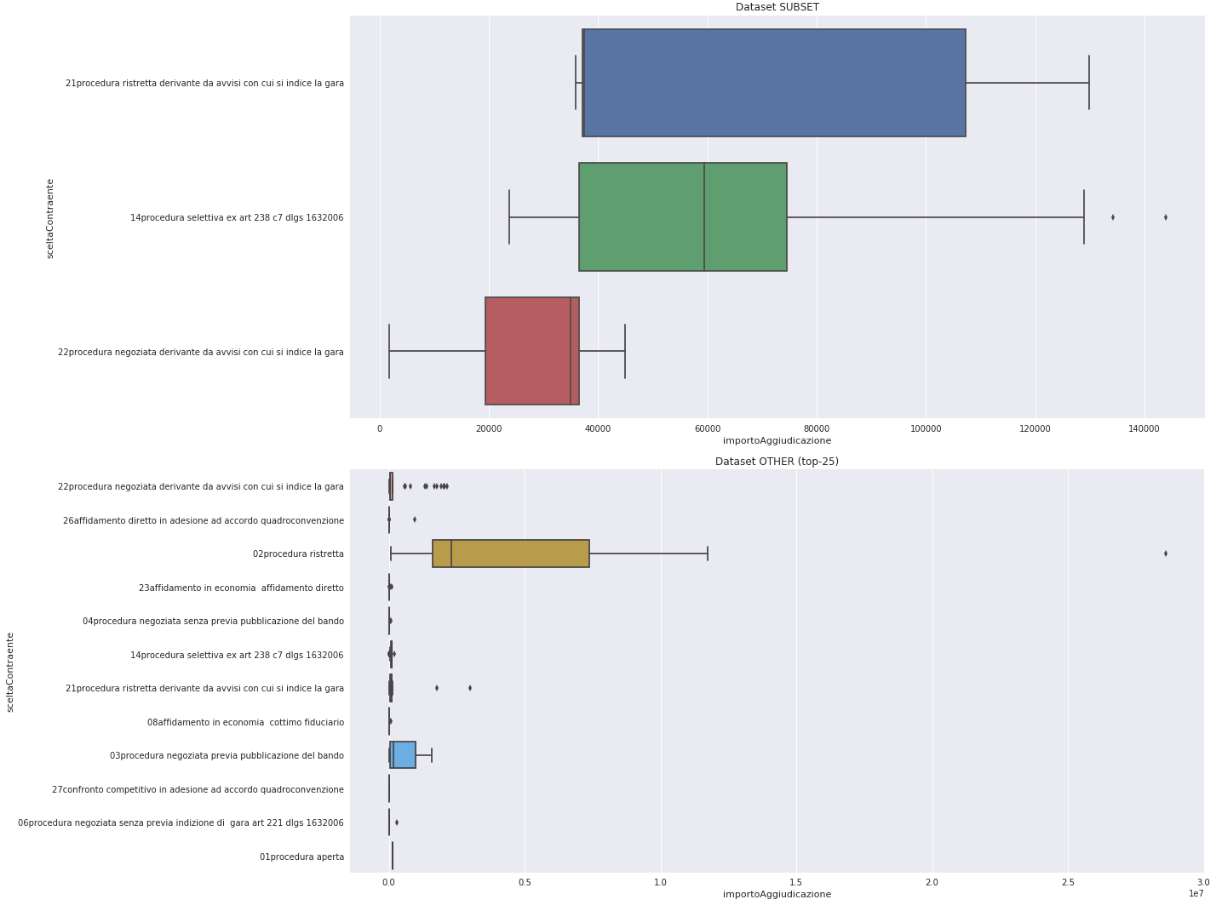 Dataset SUBSET
21procedura ristretta derivante da avvisi con cui si indice la gara
14procedura selettiva ex art 238 c7 dlgs 1632006
22procedura negoziata derivante da avvisi con cui si indice la gara
sceltaContraente
0 20000 40000 60000 80000 100000 120000 140000
importoAggiudicazione
Dataset OTHER (top-25)
22procedura negoziata derivante da avvisi con cui si indice la gara
26affidamento diretto in adesione ad accordo quadroconvenzione
02procedura ristretta
23affidamento in economia  affidamento diretto
04procedura negoziata senza previa pubblicazione del bando
14procedura selettiva ex art 238 c7 dlgs 1632006
21procedura ristretta derivante da avvisi con cui si indice la gara
08affidamento in economia  cottimo fiduciario
03procedura negoziata previa pubblicazione del bando
27confronto competitivo in adesione ad accordo quadroconvenzione
06procedura negoziata senza previa indizione di  gara art 221 dlgs 1632006
01procedura aperta
sceltaContraente
0.0 0.5 1.0 1.5 2.0 2.5 3.0
importoAggiudicazione
1e7